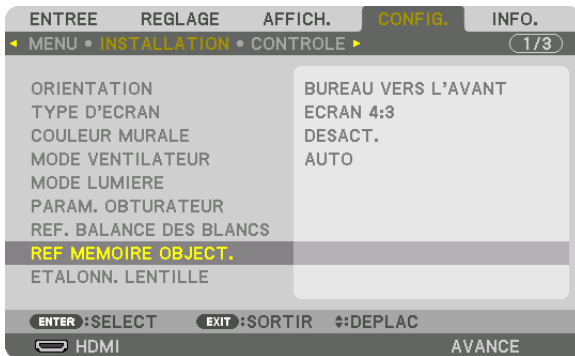 ENTREE REGLAGE AFFICH. CONFIG. INFO.
MENU • INSTALLATION • CONTROLE 1/3
ORIENTATION BUREAU VERS L'AVANT
TYPE D'ECRAN ECRAN 4:3
COULEUR MURALE DESACT.
MODE VENTILATEUR AUTO
MODE LUMIERE
PARAM. OBTURATEUR
REF. BALANCE DES BLANCS
REF MEMOIRE OBJECT.
ETALONN. LENTILLE
ENTER :SELECT EXIT :SORTIR :DEPLAC
HDMI AVANCE